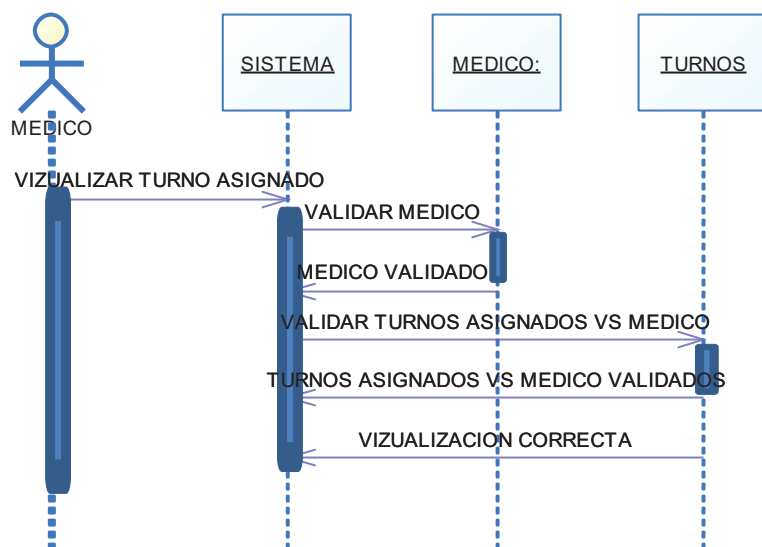 SISTEMA
MEDICO:
TURNOS
MEDICO
VIZUALIZAR TURNO ASIGNADO
VALIDAR MEDICO
MEDICO VALIDADO
VALIDAR TURNOS ASIGNADOS VS MEDICO
TURNOS ASIGNADOS VS MEDICO VALIDADOS
VIZUALIZACION CORRECTA